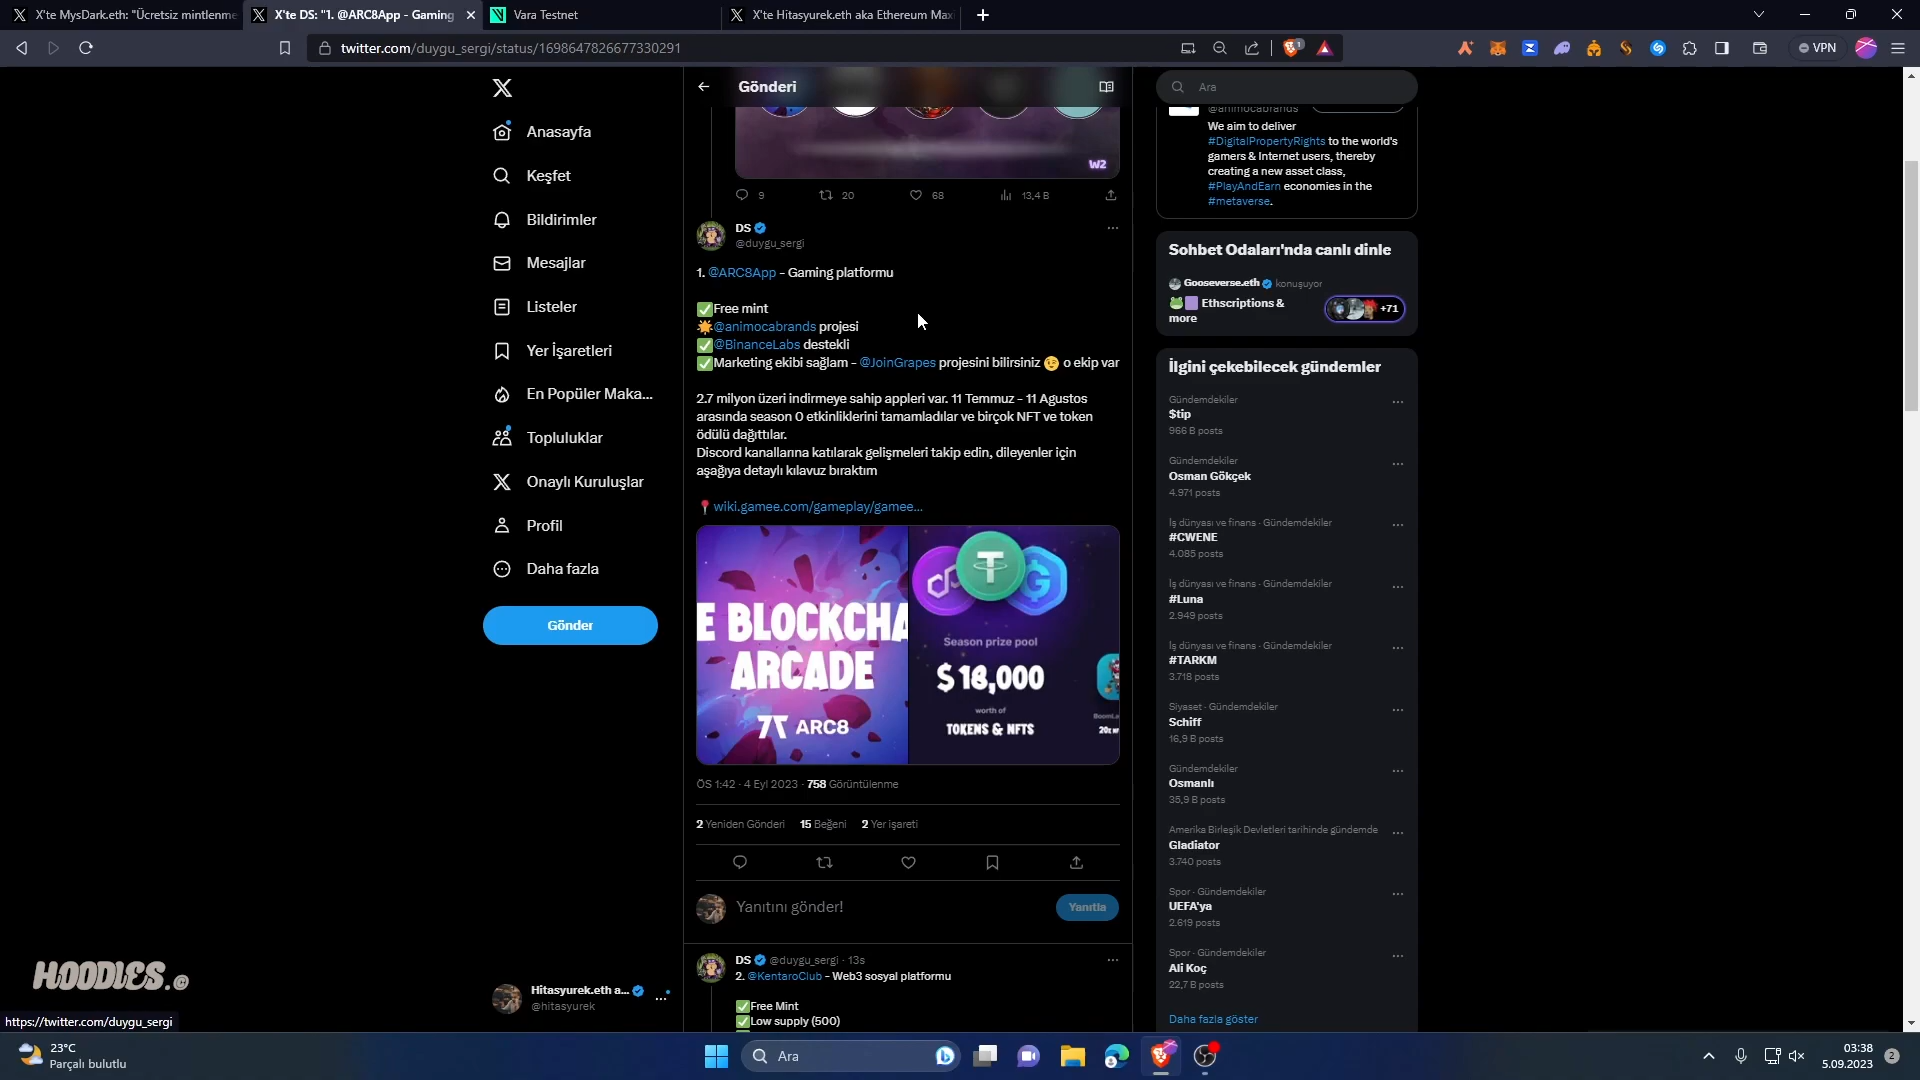 X'te MysDark.eth: "Ücretsiz mintlenme
X'te DS: "1. @ARC8App - Gaming
Vara Testnet
X'te Hitasyurek.eth aka Ethereum Maxi
twitter.com/duygu_sergi/status/1698647826677330291
VPN
Anasayfa
Keşfet
Bildirimler
Mesajlar
Listeler
Yer İşaretleri
En Popüler Maka...
Topluluklar
Onaylı Kuruluşlar
Profil
Daha fazla
Gönder
Hitasyurek.eth a...
@hitasyurek
HOODIES.©
https://twitter.com/duygu_sergi
Gönderi
W2
9 20 68 13,4 B
DS
@duygu_sergi
1. @ARC8App - Gaming platformu
✅Free mint
🌟@animocabrands projesi
✅@BinanceLabs destekli
✅Marketing ekibi sağlam - @JoinGrapes projesini bilirsiniz 😉 o ekip var
2.7 milyon üzeri indirmeye sahip appleri var. 11 Temmuz - 11 Agustos
arasında season 0 etkinliklerini tamamladılar ve birçok NFT ve token
ödülü dağıttılar.
Discord kanallarına katılarak gelişmeleri takip edin, dileyenler için
aşağıya detaylı kılavuz bıraktım
📍wiki.gamee.com/gameplay/gamee...
E BLOCKCHA
ARCADE
ARC8
Season prize pool
$18,000
worth of
TOKENS & NFTS
ÖS 1:42 · 4 Eyl 2023 · 758 Görüntülenme
2 Yeniden Gönderi 15 Beğeni 2 Yer işareti
Yanıtını gönder!
Yanıtla
DS @duygu_sergi · 13s
2. @KentaroClub - Web3 sosyal platformu
✅Free Mint
✅Low supply (500)
Ara
@animocabrands
We aim to deliver
#DigitalPropertyRights to the world's
gamers & Internet users, thereby
creating a new asset class,
#PlayAndEarn economies in the
#metaverse.
Sohbet Odaları'nda canlı dinle
Gooseverse.eth konuşuyor
🐸🟪 Ethscriptions &
more
+71
İlgini çekebilecek gündemler
Gündemdekiler
$tip
966 B posts
Gündemdekiler
Osman Gökçek
4.971 posts
İş dünyası ve finans · Gündemdekiler
#CWENE
4.085 posts
İş dünyası ve finans · Gündemdekiler
#Luna
2.949 posts
İş dünyası ve finans · Gündemdekiler
#TARKM
3.718 posts
Siyaset · Gündemdekiler
Schiff
16,9 B posts
Gündemdekiler
Osmanlı
35,9 B posts
Amerika Birleşik Devletleri tarihinde gündemde
Gladiator
3.740 posts
Spor · Gündemdekiler
UEFA'ya
2.619 posts
Spor · Gündemdekiler
Ali Koç
22,7 B posts
Daha fazla göster
23°C
Parçalı bulutlu
Ara
03:38
5.09.2023
2